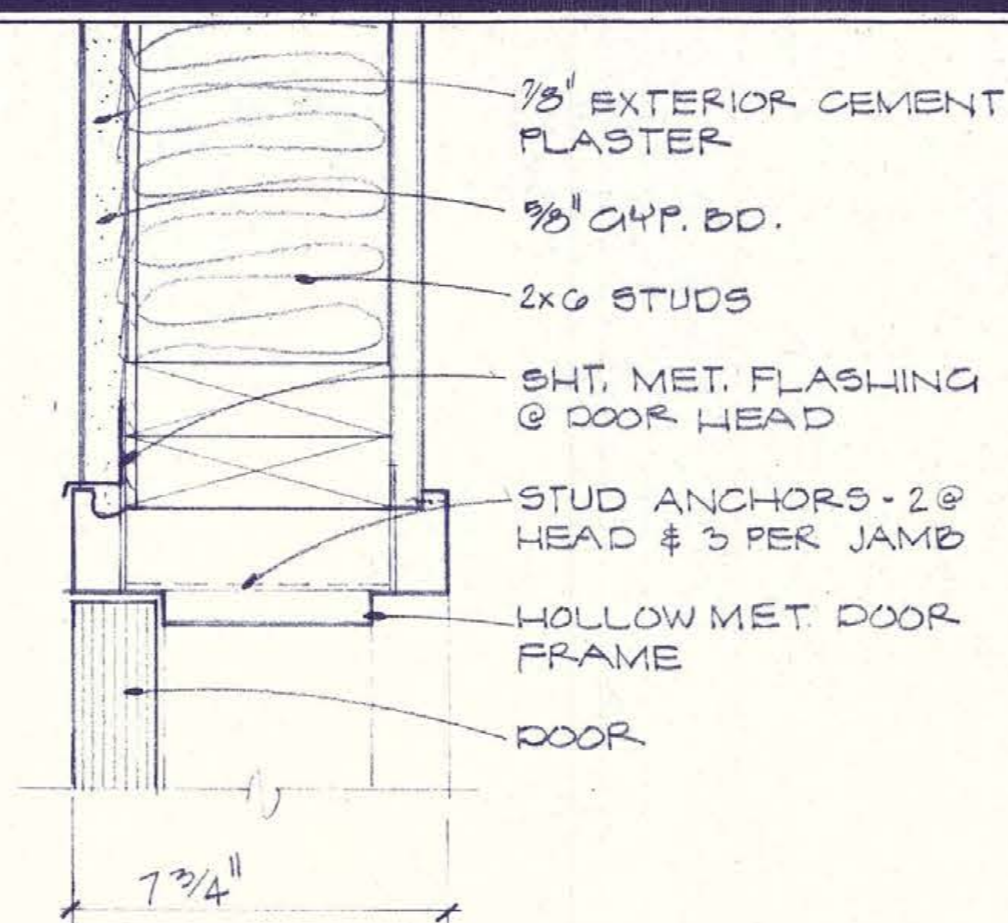 7/8" EXTERIOR CEMENT
PLASTER
5/8" GYP. BD.
2x6 STUDS
SHT. MET. FLASHING
@ DOOR HEAD
STUD ANCHORS - 2 @
HEAD & 3 PER JAMB
HOLLOW MET. DOOR
FRAME
DOOR
7 3/4"